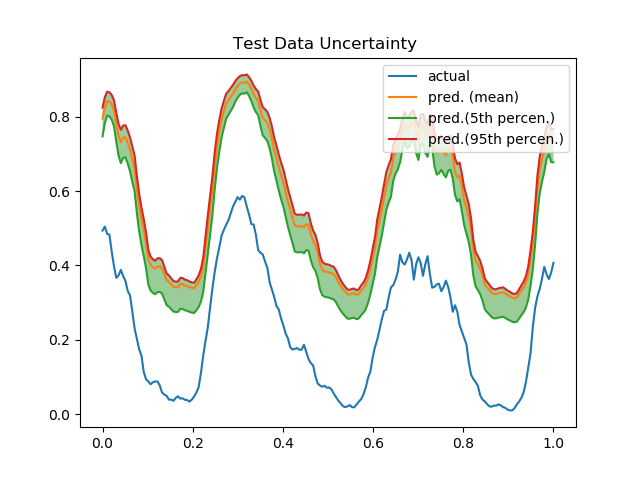 Test Data Uncertainty
actual
pred. (mean)
pred.(5th percen.)
pred.(95th percen.)
0.8
0.6
0.4
0.2
0.0
0.0 0.2 0.4 0.6 0.8 1.0